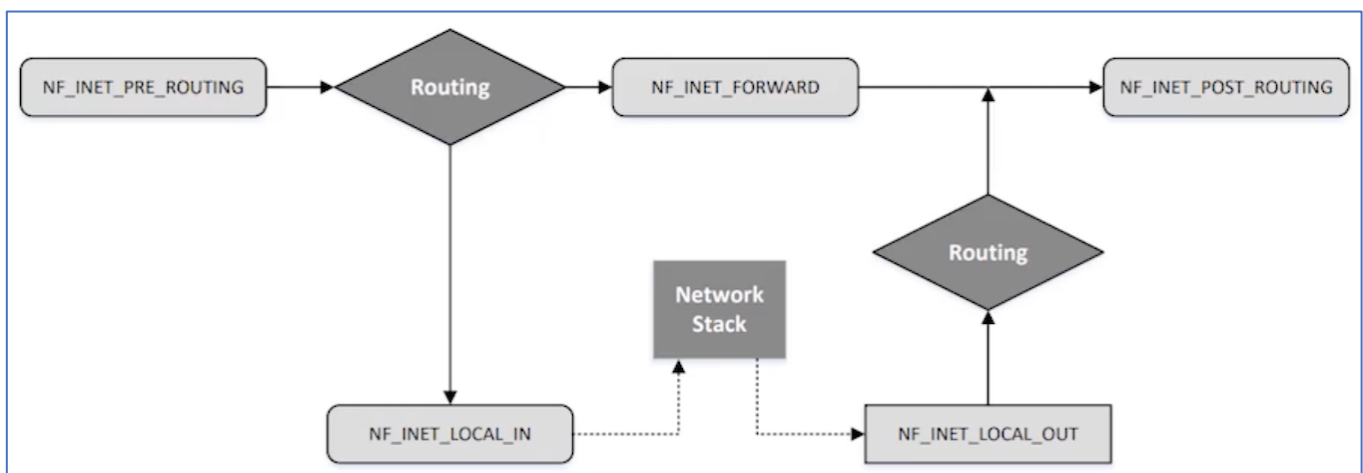 NF_INET_PRE_ROUTING
Routing
NF_INET_FORWARD
NF_INET_POST_ROUTING
Routing
Network
Stack
NF_INET_LOCAL_IN
NF_INET_LOCAL_OUT